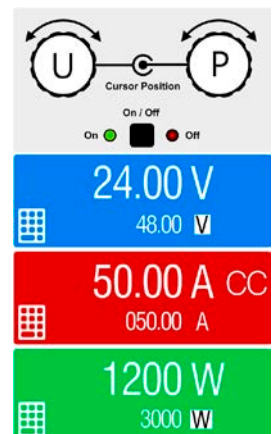 U P
Cursor Position
On / Off
On Off
24.00 V
48.00 V
50.00 A CC
050.00 A
1200 W
3000 W